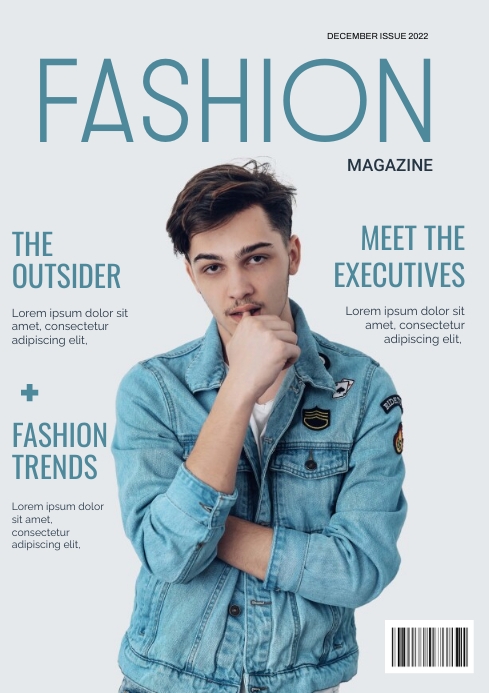 DECEMBER ISSUE 2022
FASHION
MAGAZINE
THE
OUTSIDER
Lorem ipsum dolor sit
amet, consectetur
adipiscing elit,
MEET THE
EXECUTIVES
Lorem ipsum dolor sit
amet, consectetur
adipiscing elit,
+
FASHION
TRENDS
Lorem ipsum dolor
sit amet,
consectetur
adipiscing elit,